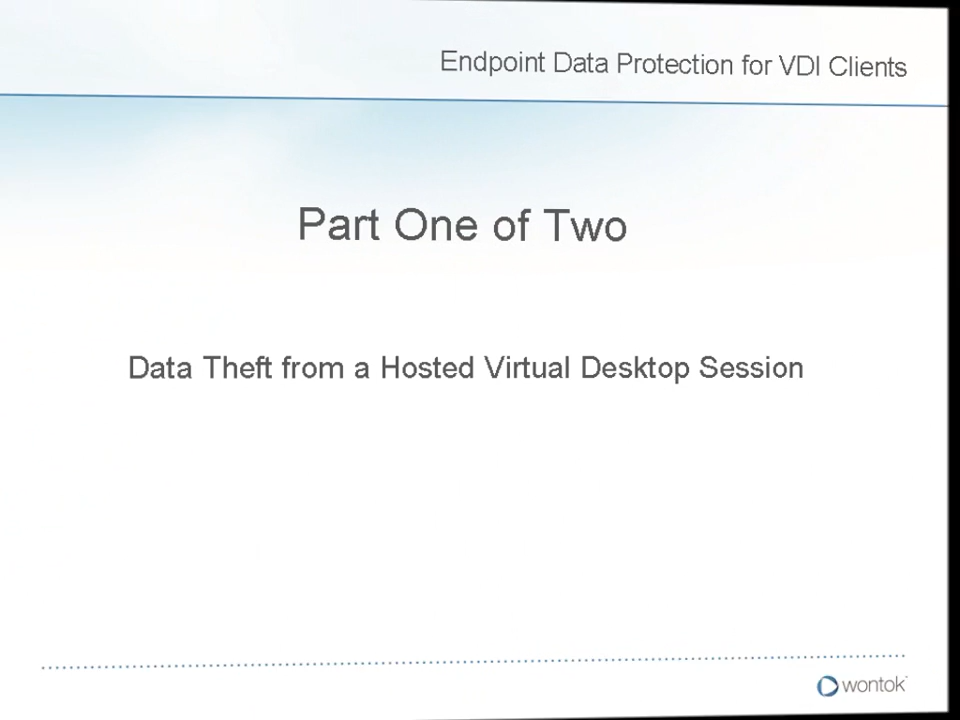 Endpoint Data Protection for VDI Clients
Part One of Two
Data Theft from a Hosted Virtual Desktop Session
wontok